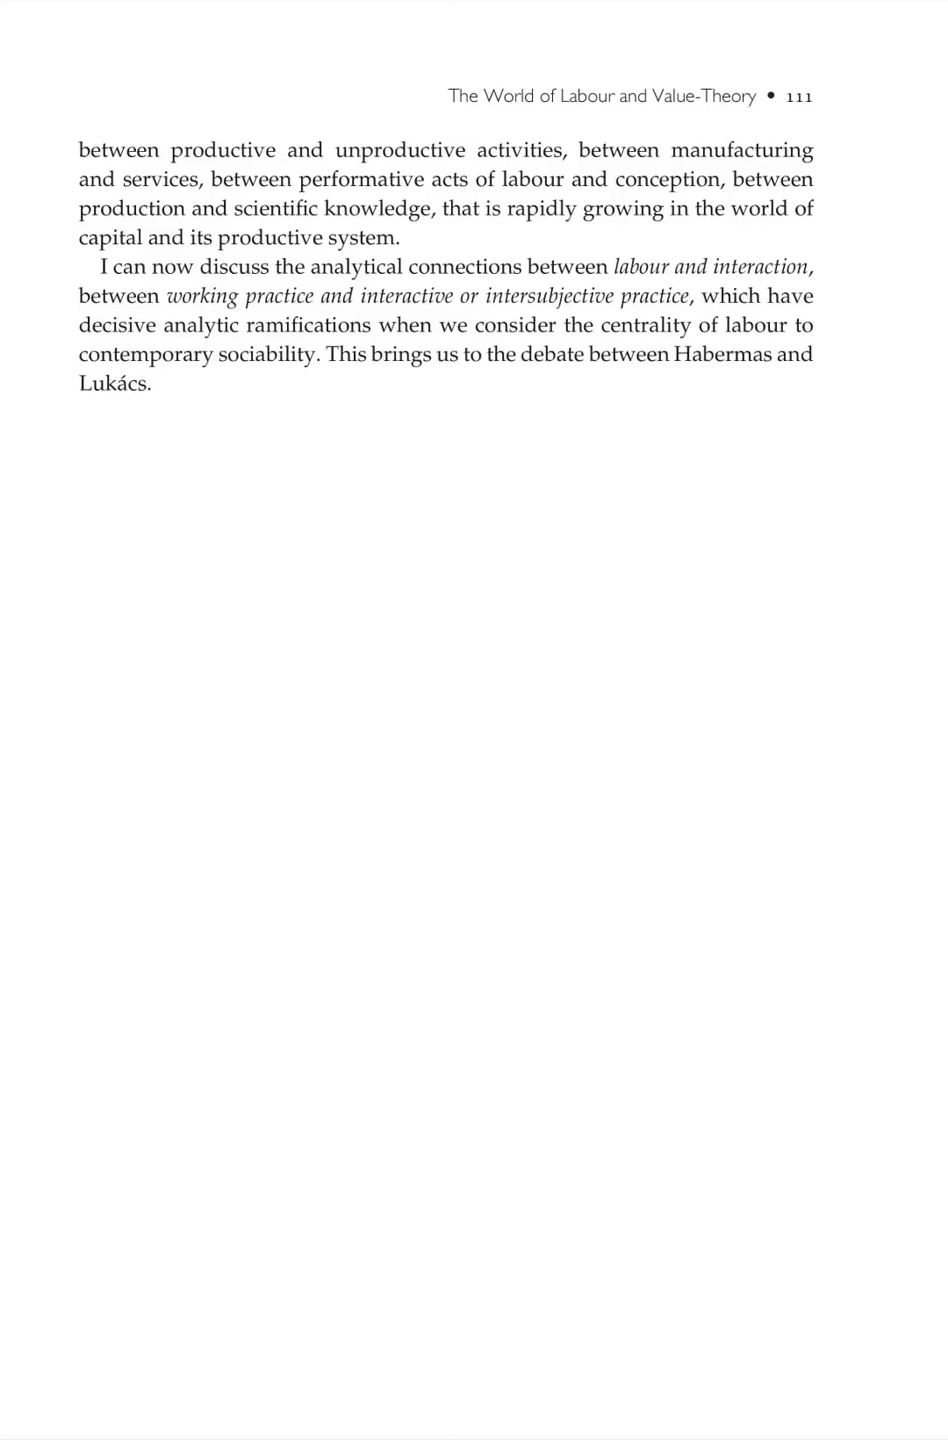 The World of Labour and Value-Theory • 111
between productive and unproductive activities, between manufacturing
and services, between performative acts of labour and conception, between
production and scientific knowledge, that is rapidly growing in the world of
capital and its productive system.
I can now discuss the analytical connections between labour and interaction,
between working practice and interactive or intersubjective practice, which have
decisive analytic ramifications when we consider the centrality of labour to
contemporary sociability. This brings us to the debate between Habermas and
Lukács.